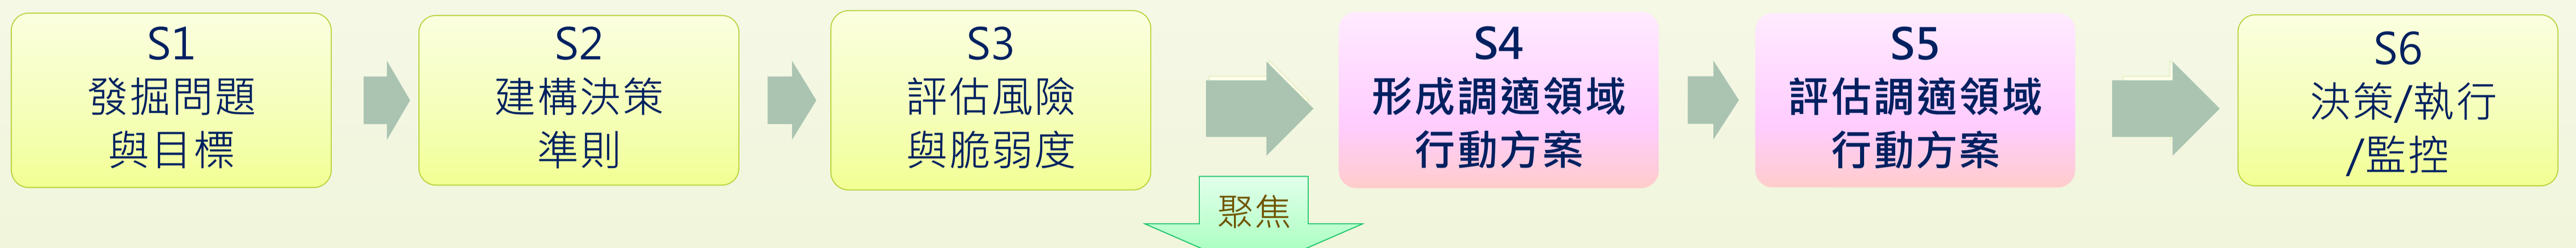 S1
發掘問題
與目標
S2
建構決策
準則
S3
評估風險
與脆弱度
S4
形成調適領域
行動方案
S5
評估調適領域
行動方案
S6
決策/執行
/監控
聚焦